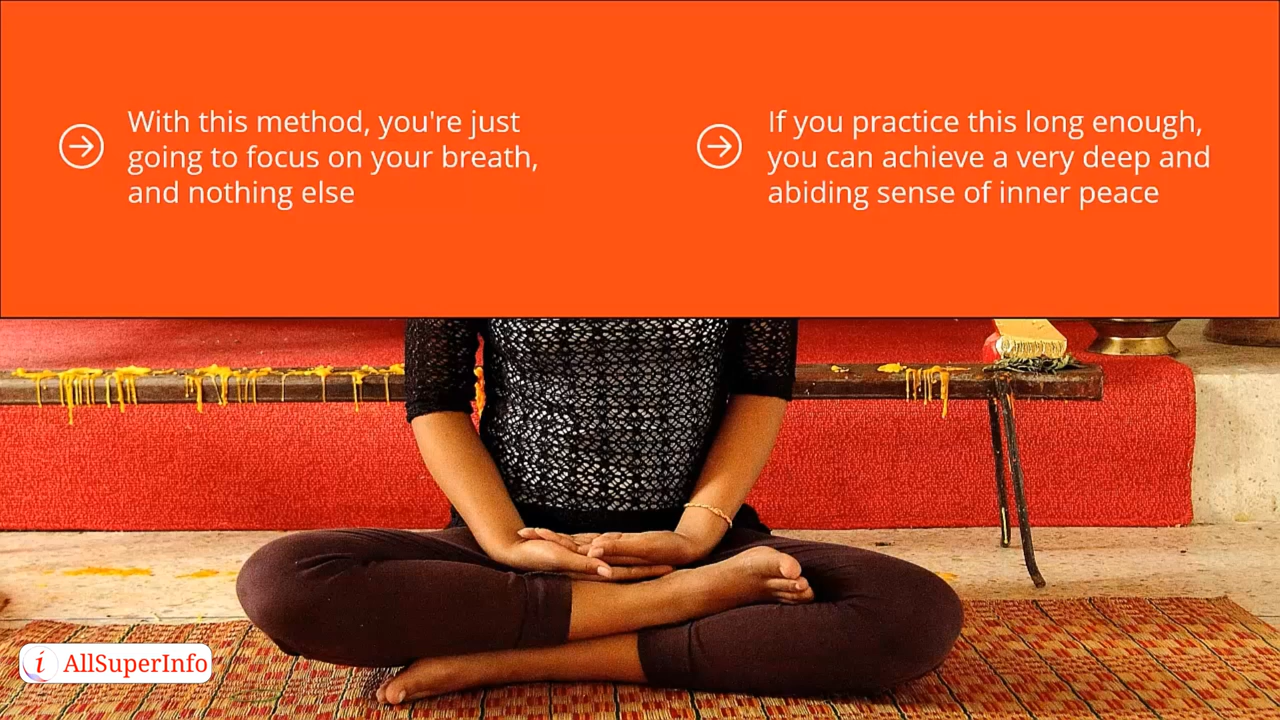 With this method, you're just
going to focus on your breath,
and nothing else
If you practice this long enough,
you can achieve a very deep and
abiding sense of inner peace
i AllSuperInfo